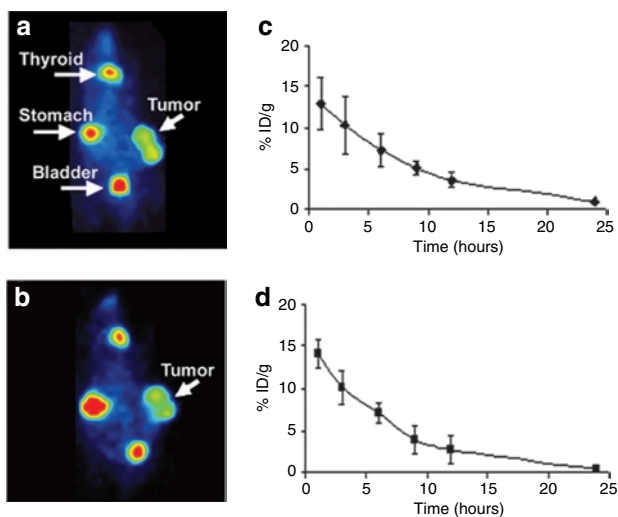 a
Thyroid
Stomach
Tumor
Bladder
c
20
15
10
5
0
% ID/g
0 5 10 15 20 25
Time (hours)
b
Tumor
d
20
15
10
5
0
% ID/g
0 5 10 15 20 25
Time (hours)